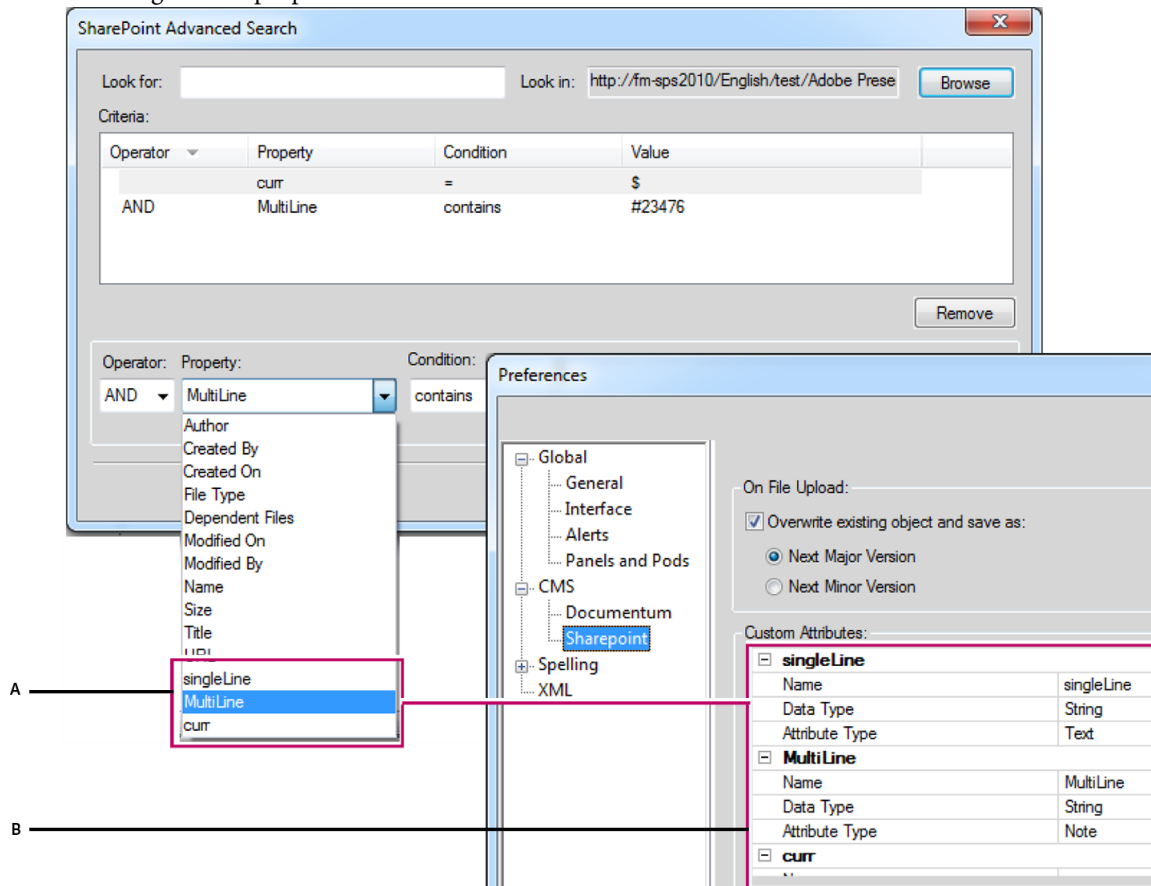 SharePoint Advanced Search
Look for:
Look in: http://fm-sps2010/English/test/Adobe Prese Browse
Criteria:
Operator Property Condition Value
curr = $
AND MultiLine contains #23476
Remove
Operator: Property: Condition:
AND MultiLine contains
Author
Created By
Created On
File Type
Dependent Files
Modified On
Modified By
Name
Size
Title
singleLine
MultiLine
curr
A
B
Preferences
Global
General
Interface
Alerts
Panels and Pods
CMS
Documentum
Sharepoint
Spelling
XML
On File Upload:
Overwrite existing object and save as:
Next Major Version
Next Minor Version
Custom Attributes:
singleLine
Name singleLine
Data Type String
Attribute Type Text
MultiLine
Name MultiLine
Data Type String
Attribute Type Note
curr